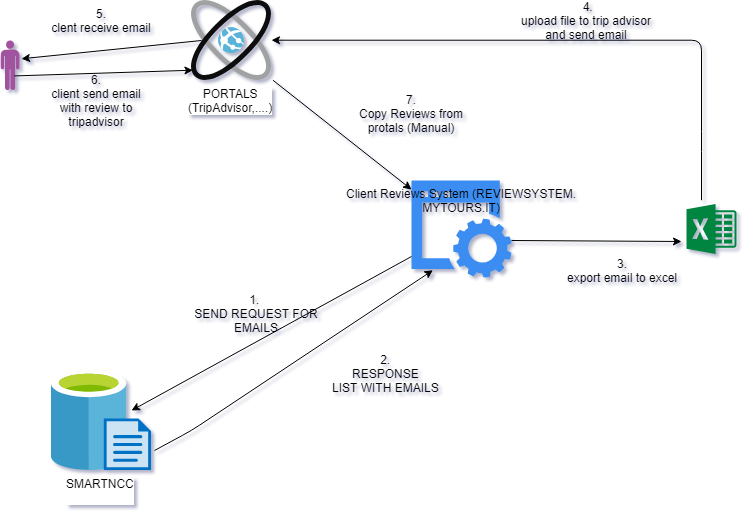 5.
clent receive email
4.
upload file to trip advisor
and send email
6.
client send email
with review to
tripadvisor
PORTALS
(TripAdvisor,....)
7.
Copy Reviews from
protals (Manual)
Client Reviews System (REVIEWSYSTEM.
MYTOURS.IT)
X
3.
export email to excel
1.
SEND REQUEST FOR
EMAILS
2.
RESPONSE
LIST WITH EMAILS
SMARTNCC